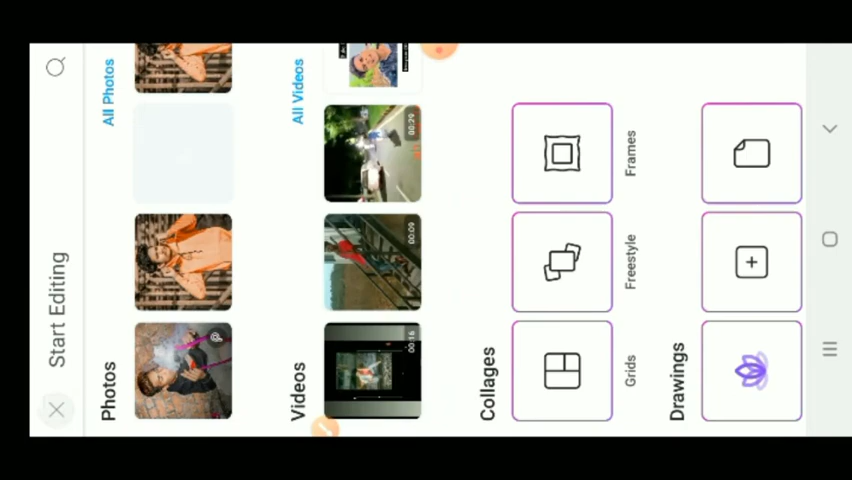 Start Editing
Photos
All Photos
Videos
All Videos
00:16
00:09
00:29
Collages
Grids
Freestyle
Frames
Drawings